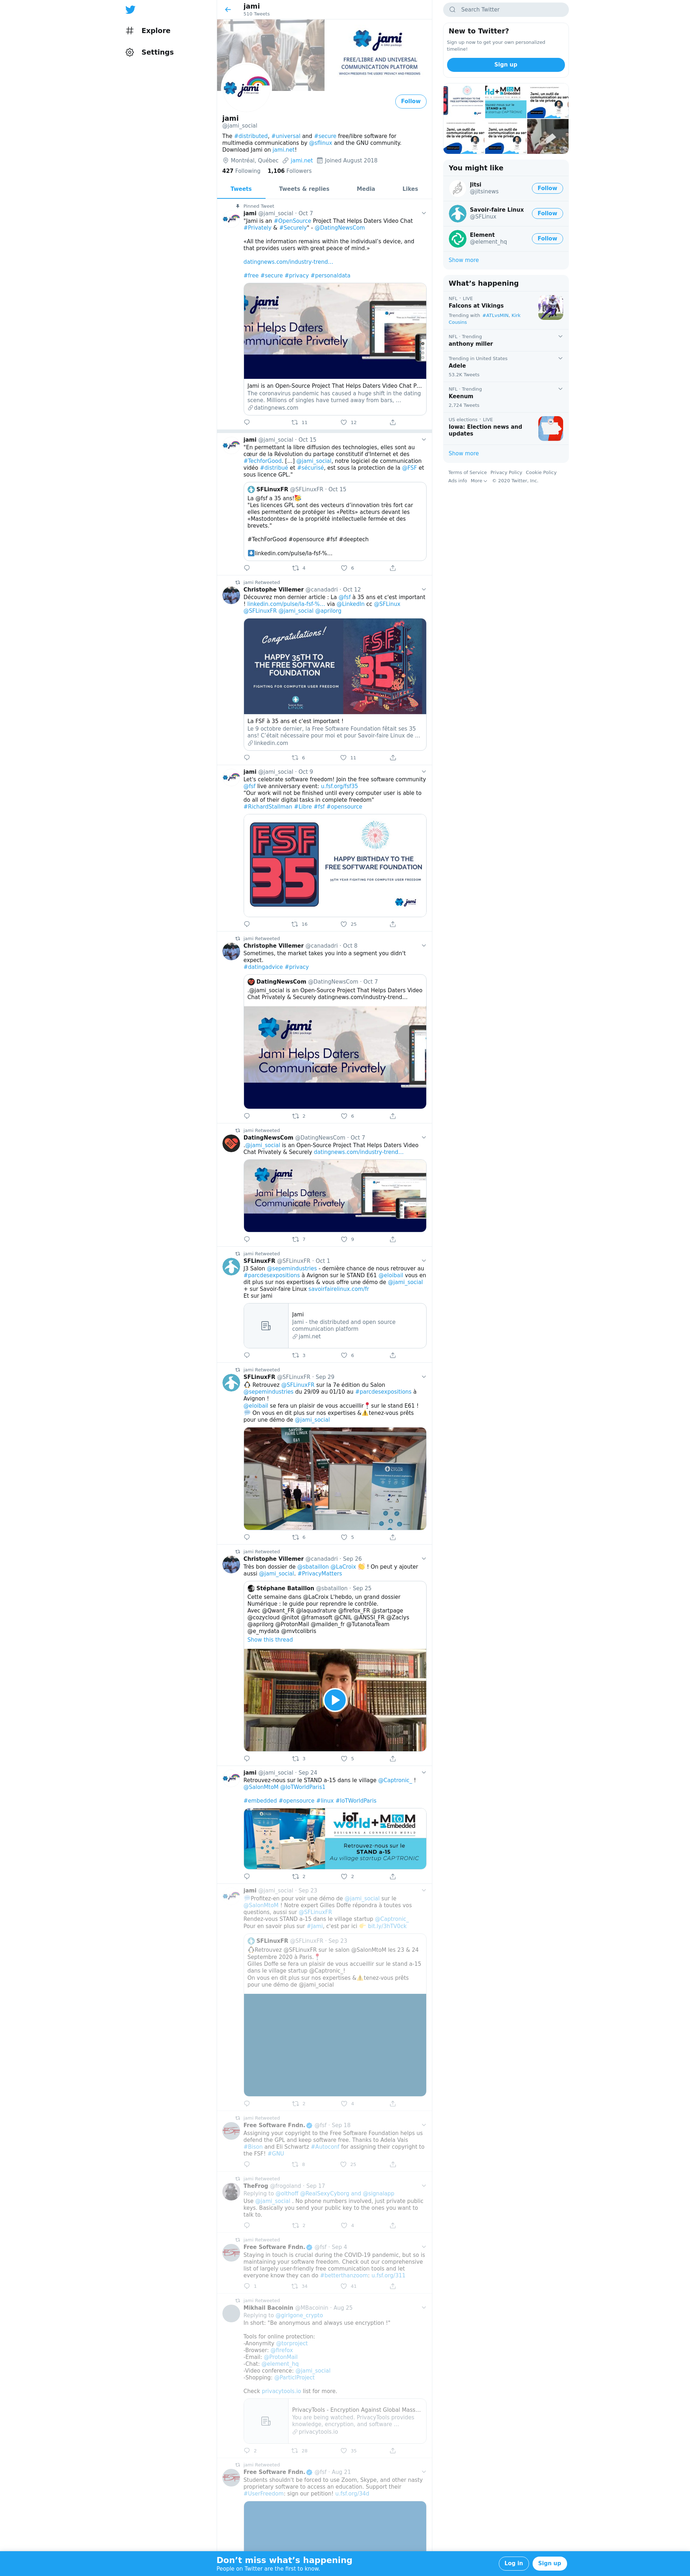 Explore
Settings
jami
510 Tweets
FREE/LIBRE AND UNIVERSAL
COMMUNICATION PLATFORM
Follow
jami
@jami_social
The #distributed, #universal and #secure free/libre software for
multimedia communications by @sflinux and the GNU community.
Download Jami on jami.net!
Montréal, Québec jami.net Joined August 2018
427 Following 1,106 Followers
Tweets Tweets & replies Media Likes
Pinned Tweet
jami @jami_social · Oct 7
"Jami is an #OpenSource Project That Helps Daters Video Chat
#Privately & #Securely" - @DatingNewsCom
«All the information remains within the individual's device, and
that provides users with great peace of mind.»
datingnews.com/industry-trend…
#free #secure #privacy #personaldata
jami
mi Helps Daters
ommunicate Privately
Jami is an Open-Source Project That Helps Daters Video Chat P…
The coronavirus pandemic has caused a huge shift in the dating
scene. Millions of singles have turned away from bars, …
datingnews.com
11 12
jami @jami_social · Oct 15
"En permettant la libre diffusion des technologies, elles sont au
cœur de la Révolution du partage constitutif d'Internet et des
#TechforGood. […] @jami_social, notre logiciel de communication
vidéo #distribué et #sécurisé, est sous la protection de la @FSF et
sous licence GPL."
SFLinuxFR @SFLinuxFR · Oct 15
La @fsf a 35 ans!
"Les licences GPL sont des vecteurs d'innovation très fort car
elles permettent de protéger les «Petits» acteurs devant les
«Mastodontes» de la propriété intellectuelle fermée et des
brevets."
#TechForGood #opensource #fsf #deeptech
linkedin.com/pulse/la-fsf-%…
4 6
jami Retweeted
Christophe Villemer @canadadri · Oct 12
Découvrez mon dernier article : La @fsf à 35 ans et c'est important
! linkedin.com/pulse/la-fsf-%… via @LinkedIn cc @SFLinux
@SFLinuxFR @jami_social @aprilorg
Congratulations!
HAPPY 35TH TO
THE FREE SOFTWARE
FOUNDATION
FIGHTING FOR COMPUTER USER FREEDOM
FSF
La FSF à 35 ans et c'est important !
Le 9 octobre dernier, la Free Software Foundation fêtait ses 35
ans! C'était nécessaire pour moi et pour Savoir-faire Linux de …
linkedin.com
6 11
jami @jami_social · Oct 9
Let's celebrate software freedom! Join the free software community
@fsf live anniversary event: u.fsf.org/fsf35
"Our work will not be finished until every computer user is able to
do all of their digital tasks in complete freedom"
#RichardStallman #Libre #fsf #opensource
FSF
35
HAPPY BIRTHDAY TO THE
FREE SOFTWARE FOUNDATION
35TH YEAR FIGHTING FOR COMPUTER USER FREEDOM
jami
16 25
jami Retweeted
Christophe Villemer @canadadri · Oct 8
Sometimes, the market takes you into a segment you didn't
expect.
#datingadvice #privacy
DatingNewsCom @DatingNewsCom · Oct 7
.@jami_social is an Open-Source Project That Helps Daters Video
Chat Privately & Securely datingnews.com/industry-trend…
jami
Jami Helps Daters
Communicate Privately
2 6
jami Retweeted
DatingNewsCom @DatingNewsCom · Oct 7
.@jami_social is an Open-Source Project That Helps Daters Video
Chat Privately & Securely datingnews.com/industry-trend…
jami
Jami Helps Daters
Communicate Privately
7 9
jami Retweeted
SFLinuxFR @SFLinuxFR · Oct 1
J3 Salon @sepemindustries - dernière chance de nous retrouver au
#parcdesexpositions à Avignon sur le STAND E61 @eloibail vous en
dit plus sur nos expertises & vous offre une démo de @jami_social
+ sur Savoir-faire Linux savoirfairelinux.com/fr
Et sur jami
Jami
Jami - the distributed and open source
communication platform
jami.net
3 6
jami Retweeted
SFLinuxFR @SFLinuxFR · Sep 29
Retrouvez @SFLinuxFR sur la 7e édition du Salon
@sepemindustries du 29/09 au 01/10 au #parcdesexpositions à
Avignon !
@eloibail se fera un plaisir de vous accueillir sur le stand E61 !
On vous en dit plus sur nos expertises & tenez-vous prêts
pour une démo de @jami_social
6 5
jami Retweeted
Christophe Villemer @canadadri · Sep 26
Très bon dossier de @sbataillon @LaCroix ! On peut y ajouter
aussi @jami_social. #PrivacyMatters
Stéphane Bataillon @sbataillon · Sep 25
Cette semaine dans @LaCroix L'hebdo, un grand dossier
Numérique : le guide pour reprendre le contrôle.
Avec @Qwant_FR @laquadrature @firefox_FR @startpage
@cozycloud @nitot @framasoft @CNIL @ANSSI_FR @Zaclys
@aprilorg @ProtonMail @mailden_fr @TutanotaTeam
@e_mydata @mvtcolibris
Show this thread
3 5
jami @jami_social · Sep 24
Retrouvez-nous sur le STAND a-15 dans le village @Captronic_ !
@SalonMtoM @IoTWorldParis1
#embedded #opensource #linux #IoTWorldParis
IoT
world + MTOM
Embedded
Retrouvez-nous sur le
STAND a-15
Au village startup CAP'TRONIC
2 2
jami @jami_social · Sep 23
Profitez-en pour voir une démo de @jami_social sur le
@SalonMtoM ! Notre expert Gilles Doffe répondra à toutes vos
questions, aussi sur @SFLinuxFR
Rendez-vous STAND a-15 dans le village startup @Captronic_
Pour en savoir plus sur #Jami, c'est par ici
SFLinuxFR @SFLinuxFR · Sep 23
Retrouvez @SFLinuxFR sur le salon @SalonMtoM les 23 & 24
Septembre 2020 à Paris.
Gilles Doffe se fera un plaisir de vous accueillir sur le stand a-15
dans le village startup @Captronic_!
On vous en dit plus sur nos expertises & tenez-vous prêts
pour une démo de @jami_social
2 4
jami Retweeted
Free Software Fndn. @fsf · Sep 18
Assigning your copyright to the Free Software Foundation helps us
defend the GPL and keep software free. Thanks to Adela Vais
#Bison and Eli Schwartz #Autoconf for assigning their copyright to
the FSF! #GNU
jami Retweeted
TheFrog @frogoland · Sep 17
Replying to @olthoff @RealSexyCyborg and @signalapp
Use @jami_social . No phone numbers involved, just private public
keys. Basically you send your public key to the ones you want to
talk to.
jami Retweeted
Free Software Fndn. @fsf · Sep 4
Staying in touch is crucial during the COVID-19 pandemic, but so is
maintaining your software freedom. Check out our comprehensive
list of largely user-friendly free communication tools and let
everyone know they can do #betterthanzoom: u.fsf.org/311
jami Retweeted
Mikhail Bacoinin @MBacoinin · Aug 25
Replying to @girlgone_crypto
In short: "Be anonymous and always use encryption !"
Tools for online protection:
-Anonymity @torproject
-Browser: @firefox
-Email: @ProtonMail
-Chat: @element_hq
-Video conference: @jami_social
-Shopping: @ParticlProject
Check privacytools.io list for more.
PrivacyTools - Encryption Against Global Mass…
You are being watched. PrivacyTools provides
knowledge, encryption, and software…
privacytools.io
jami Retweeted
Free Software Fndn. @fsf · Aug 21
Students shouldn't be forced to use Zoom, Skype, and other nasty
proprietary software to access an education. Support their
#UserFreedom: sign our petition! u.fsf.org/34d
Search Twitter
New to Twitter?
Sign up now to get your own personalized
timeline!
Sign up
You might like
Jitsi
@jitsinews
Follow
Savoir-faire Linux
@SFLinux
Follow
Element
@element_hq
Follow
Show more
What's happening
NFL · LIVE
Falcons at Vikings
Trending with #ATLvsMIN, Kirk
Cousins
NFL · Trending
anthony miller
Trending in United States
Adele
53.2K Tweets
NFL · Trending
Keenum
2,724 Tweets
US elections · LIVE
Iowa: Election news and
updates
Show more
Terms of Service Privacy Policy Cookie Policy
Ads info More © 2020 Twitter, Inc.
Don't miss what's happening
People on Twitter are the first to know.
Log in Sign up